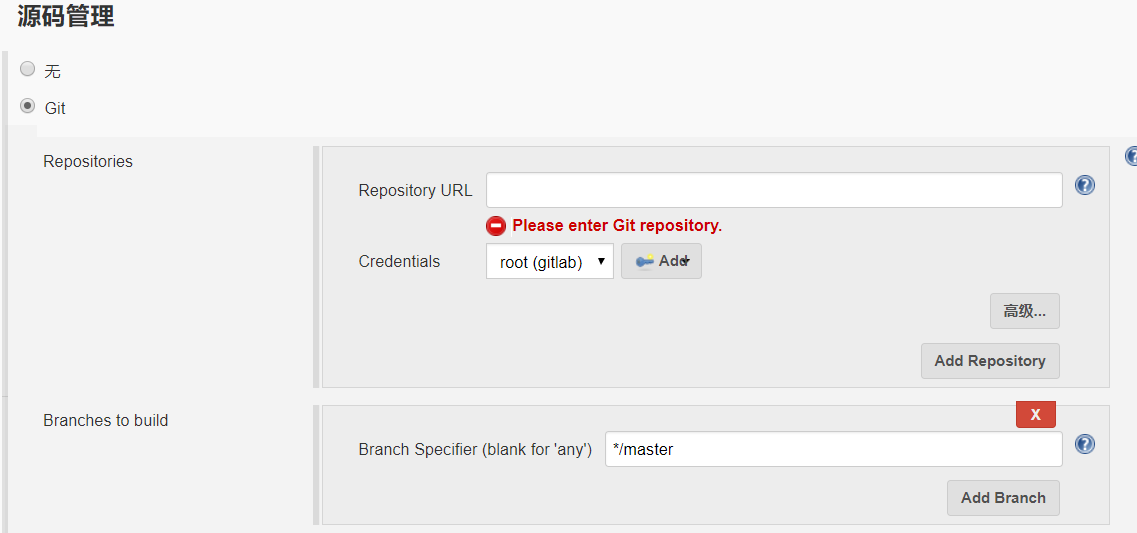 源码管理
无
Git
Repositories
Repository URL
Please enter Git repository.
Credentials root (gitlab) Add
高级...
Add Repository
Branches to build
X
Branch Specifier (blank for 'any') */master
Add Branch